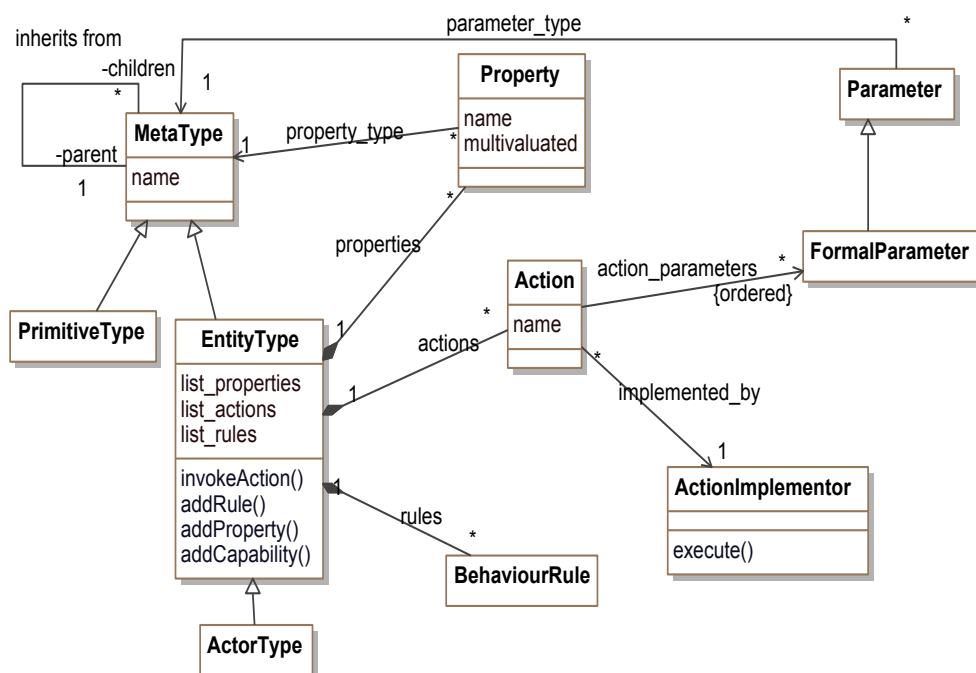 parameter_type
*
inherits from
-children
*
1
Property
name
multivaluedted
Parameter
MetaType
name
property_type
1
*
-parent
1
*
properties
FormalParameter
Action
name
action_parameters
*
{ordered}
PrimitiveType
EntityType
list_properties
list_actions
list_rules
invokeAction()
addRule()
addProperty()
addCapability()
1
*
actions
1
*
implemented_by
1
ActionImplementor
execute()
1
rules
*
BehaviourRule
ActorType